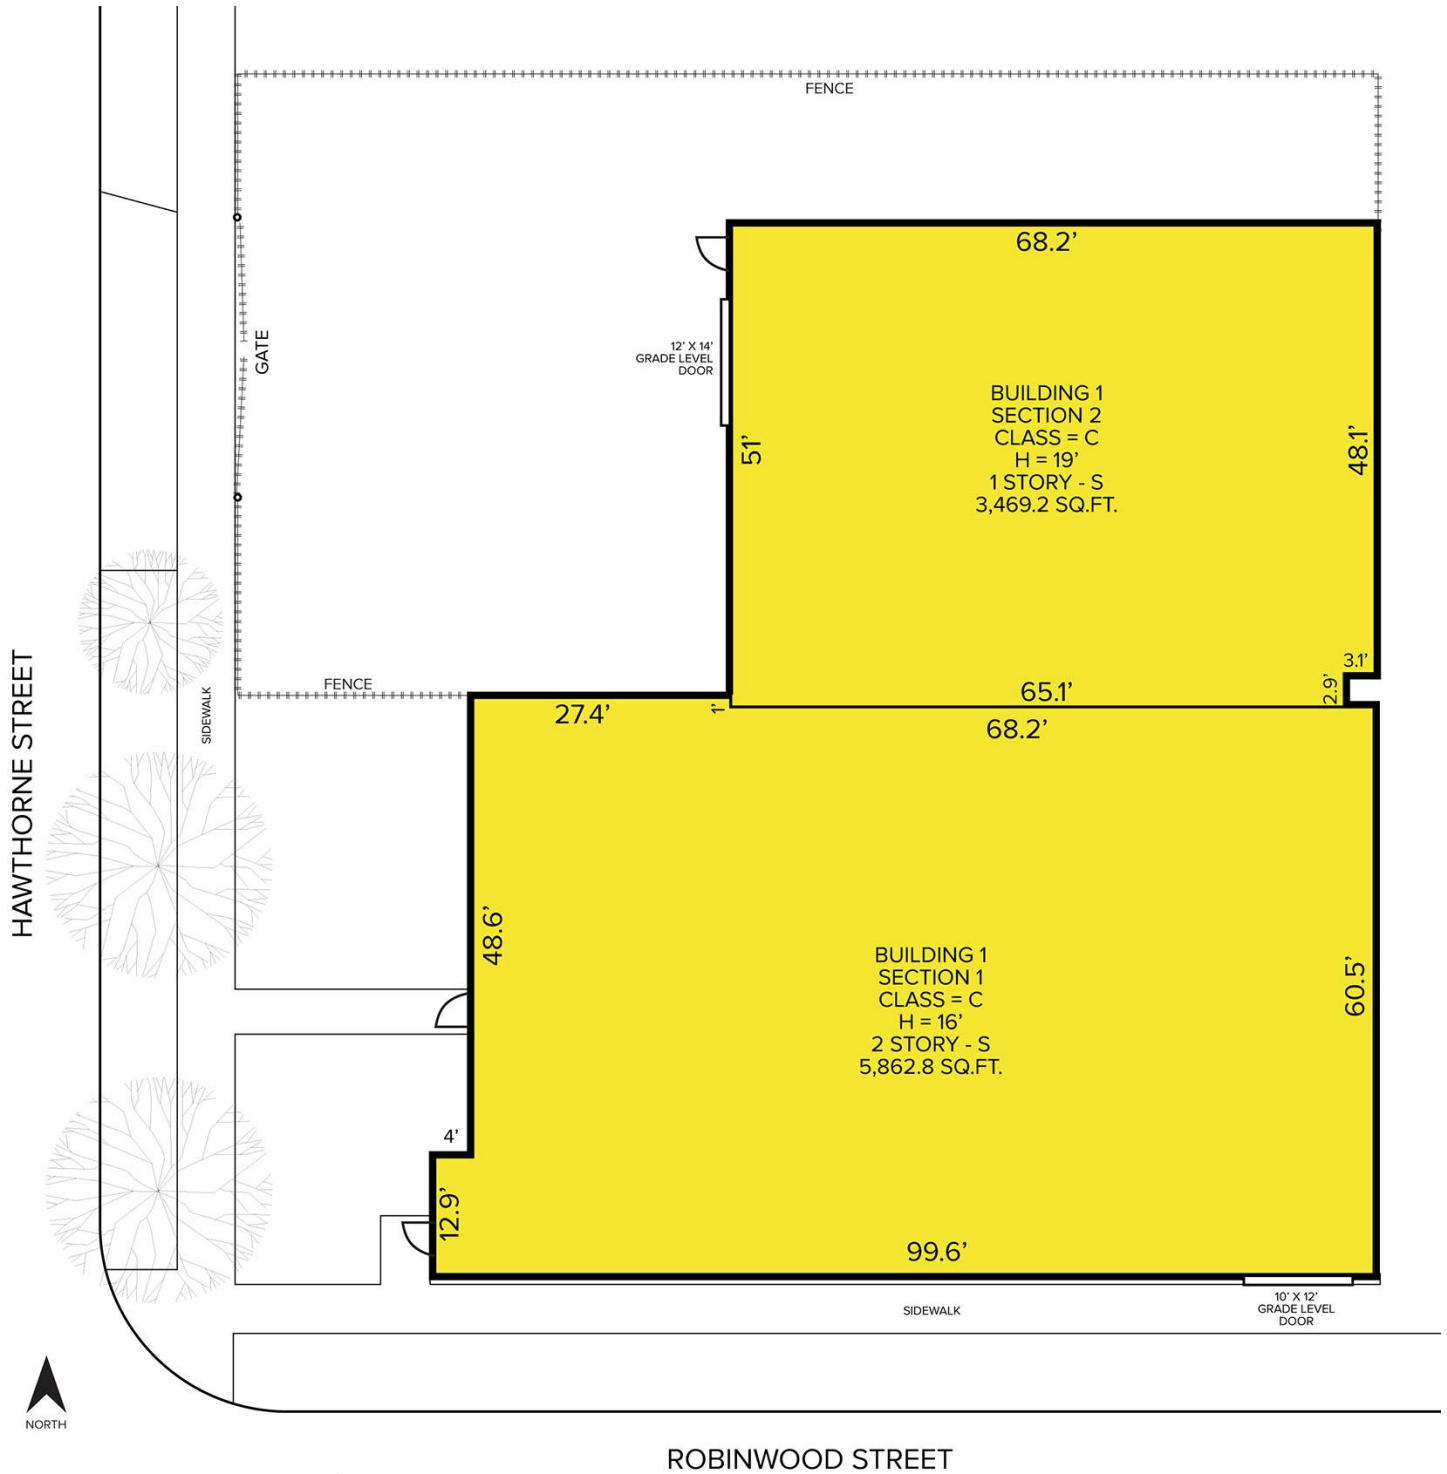 FENCE
68.2’
GATE
12’ X 14’
GRADE LEVEL
DOOR
51’
BUILDING 1
SECTION 2
CLASS = C
H = 19’
1 STORY - S
3,469.2 SQ.FT.
48.1’
3.1’
2.9’
65.1’
FENCE
27.4’
1’
68.2’
SIDEWALK
HAWTHORNE STREET
48.6’
BUILDING 1
SECTION 1
CLASS = C
H = 16’
2 STORY - S
5,862.8 SQ.FT.
60.5’
4’
12.9’
99.6’
SIDEWALK
10’ X 12’
GRADE LEVEL
DOOR
NORTH
ROBINWOOD STREET